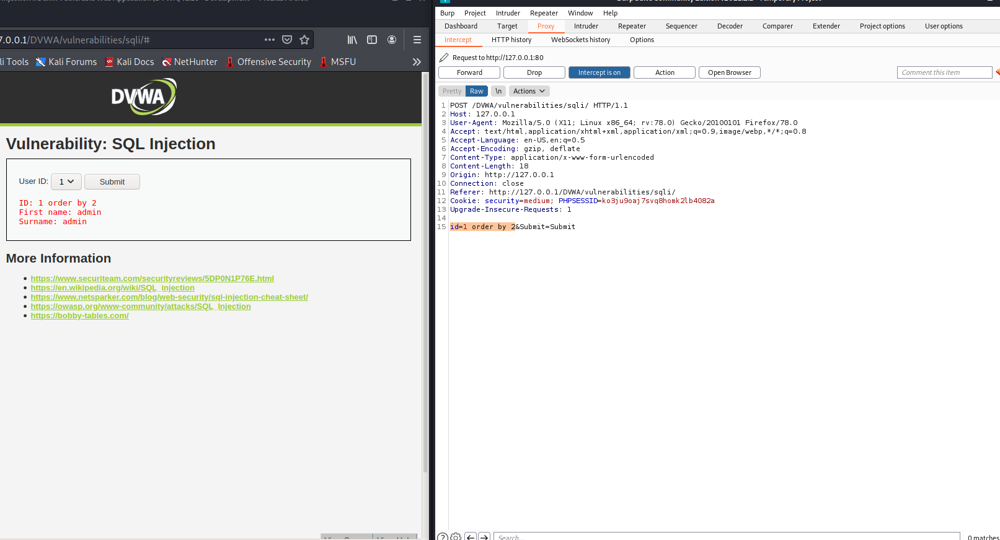 7.0.0.1/DVWA/vulnerabilities/sqli/#
li Tools Kali Forums Kali Docs NetHunter Offensive Security MSFU
DVWA
Vulnerability: SQL Injection
User ID: 1 Submit
ID: 1 order by 2
First name: admin
Surname: admin
More Information
https://www.securiteam.com/securityreviews/5DP0N1P76E.html
https://en.wikipedia.org/wiki/SQL_injection
https://www.netsparker.com/blog/web-security/sql-injection-cheat-sheet/
https://owasp.org/www-community/attacks/SQL_Injection
https://bobby-tables.com/
Burp Project Intruder Repeater Window Help
Dashboard Target Proxy Intruder Repeater Sequencer Decoder Comparer Extender Project options User options
Intercept HTTP history WebSockets history Options
Request to http://127.0.0.1:80
Forward Drop Intercept is on Action Open Browser Comment this item
Pretty Raw \n Actions
1 POST /DVWA/vulnerabilities/sqli/ HTTP/1.1
2 Host: 127.0.0.1
3 User-Agent: Mozilla/5.0 (X11; Linux x86_64; rv:78.0) Gecko/20100101 Firefox/78.0
4 Accept: text/html,application/xhtml+xml,application/xml;q=0.9,image/webp,*/*;q=0.8
5 Accept-Language: en-US,en;q=0.5
6 Accept-Encoding: gzip, deflate
7 Content-Type: application/x-www-form-urlencoded
8 Content-Length: 18
9 Origin: http://127.0.0.1
10 Connection: close
11 Referer: http://127.0.0.1/DVWA/vulnerabilities/sqli/
12 Cookie: security=medium; PHPSESSID=ko3ju9oaj7svq8homk2lb4082a
13 Upgrade-Insecure-Requests: 1
14
15 id=1 order by 2&Submit=Submit
Search... 0 matches